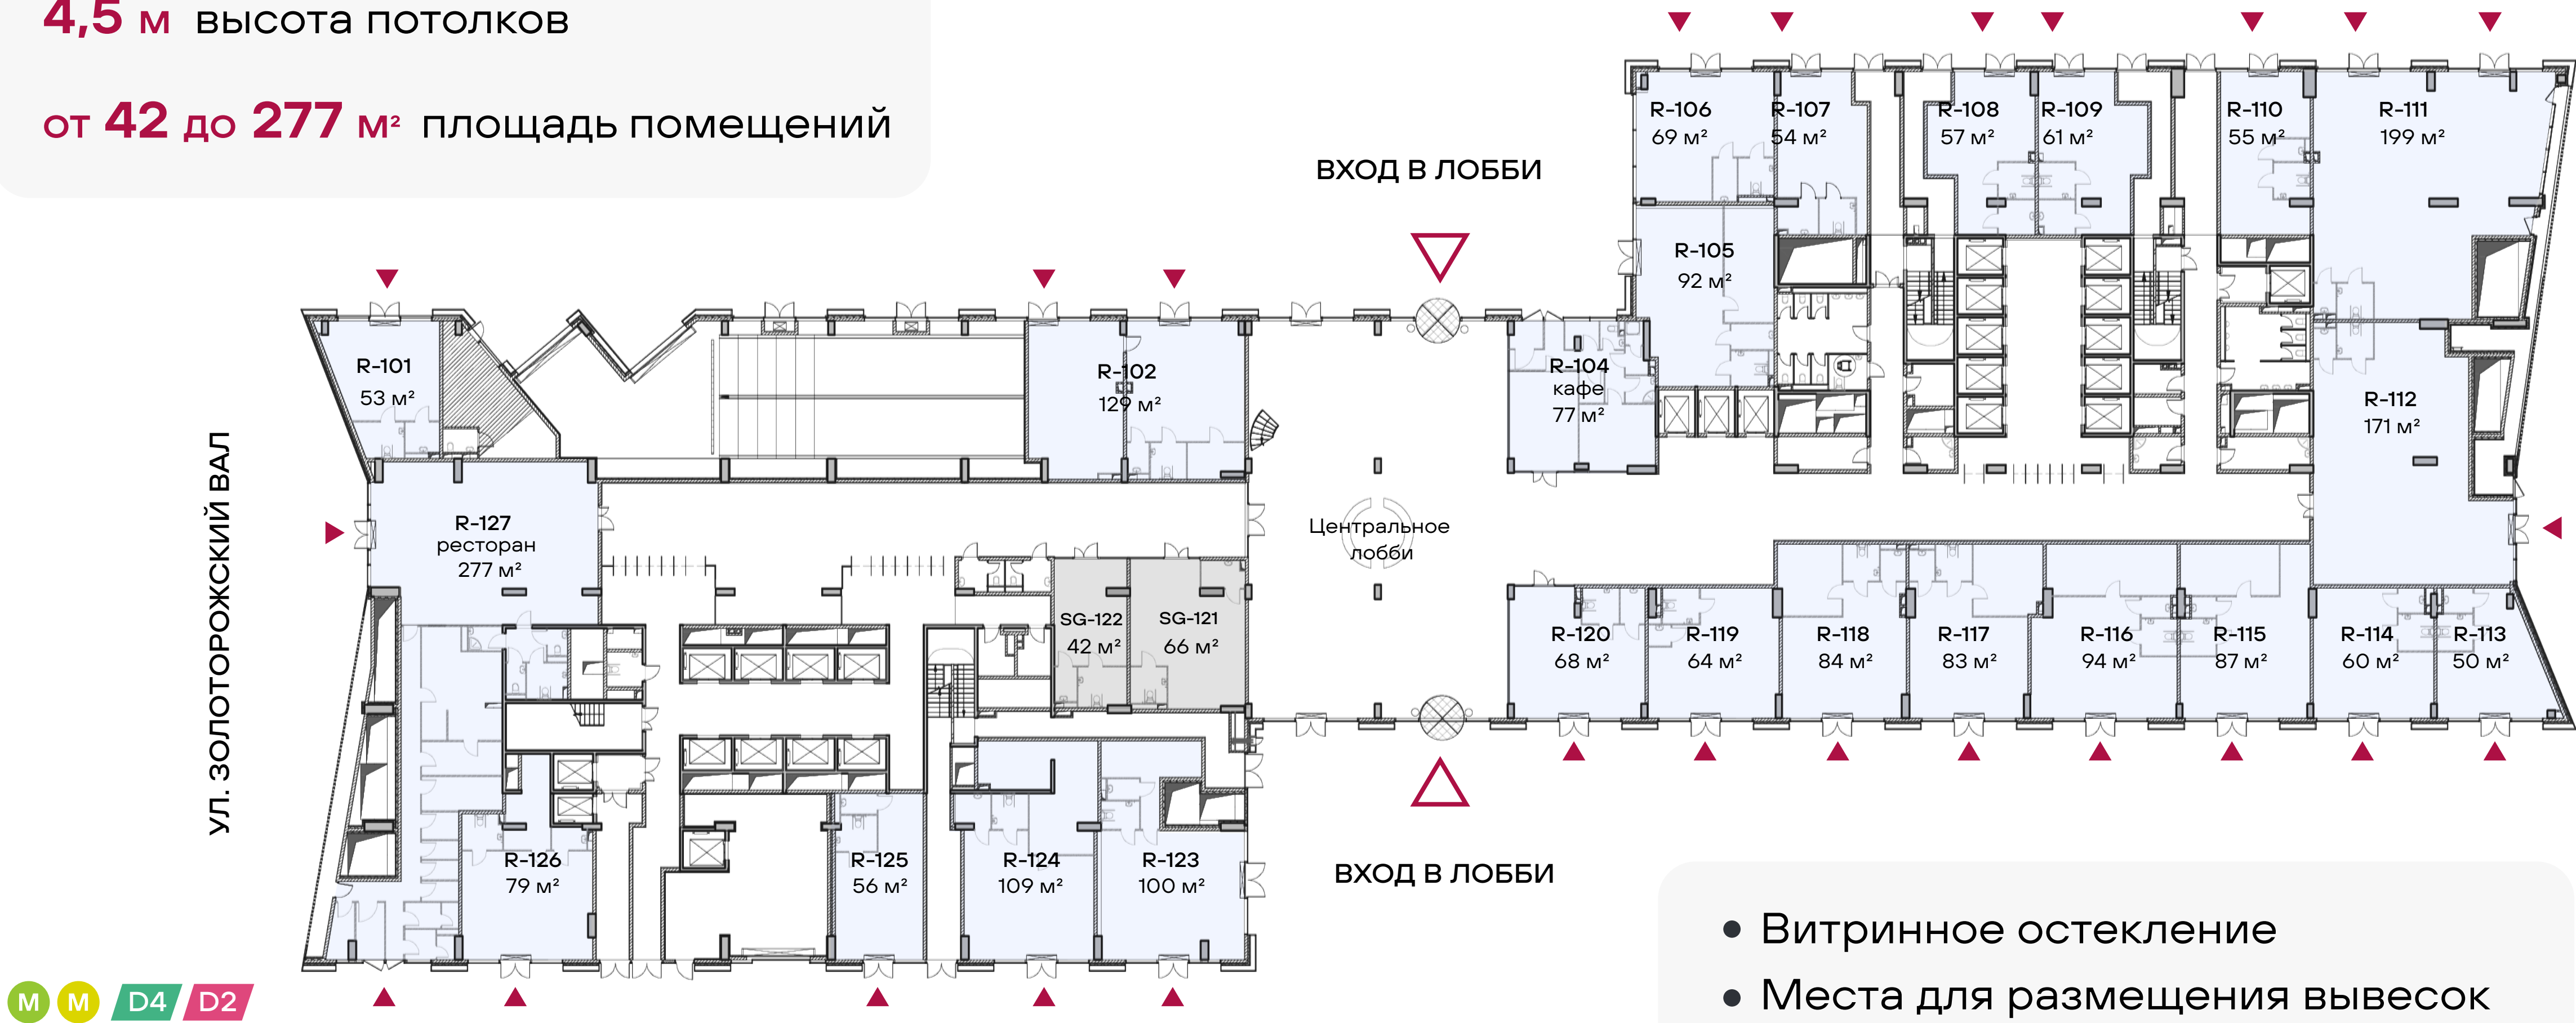 4,5 м высота потолков
от 42 до 277 м² площадь помещений
ВХОД В ЛОББИ
R-106
69 м²
R-107
54 м²
R-108
57 м²
R-109
61 м²
R-110
55 м²
R-111
199 м²
R-105
92 м²
R-101
53 м²
R-102
129 м²
R-104
кафе
77 м²
R-112
171 м²
УЛ. ЗОЛОТОРОЖСКИЙ ВАЛ
R-127
ресторан
277 м²
Центральное
лобби
SG-122
42 м²
SG-121
66 м²
R-120
68 м²
R-119
64 м²
R-118
84 м²
R-117
83 м²
R-116
94 м²
R-115
87 м²
R-114
60 м²
R-113
50 м²
R-126
79 м²
R-125
56 м²
R-124
109 м²
R-123
100 м²
ВХОД В ЛОББИ
• Витринное остекление
• Места для размещения вывесок
М М D4 D2